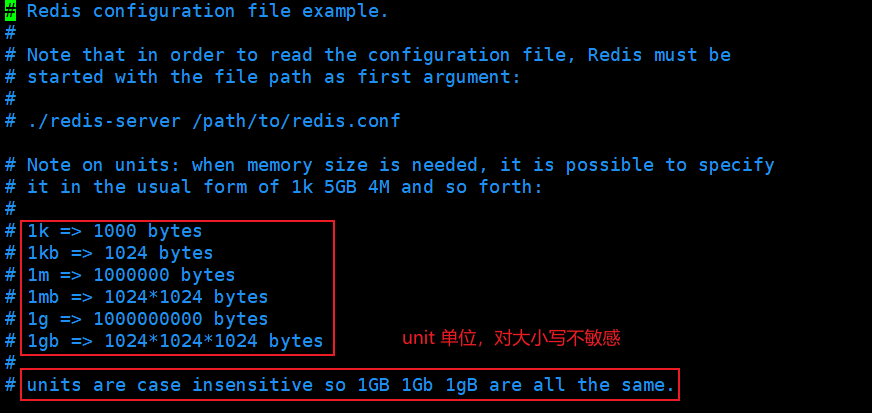 # Redis configuration file example.
#
# Note that in order to read the configuration file, Redis must be
# started with the file path as first argument:
#
# ./redis-server /path/to/redis.conf
# Note on units: when memory size is needed, it is possible to specify
# it in the usual form of 1k 5GB 4M and so forth:
#
# 1k => 1000 bytes
# 1kb => 1024 bytes
# 1m => 1000000 bytes
# 1mb => 1024*1024 bytes
# 1g => 1000000000 bytes
# 1gb => 1024*1024*1024 bytes
unit 单位，对大小写不敏感
#
# units are case insensitive so 1GB 1Gb 1gB are all the same.